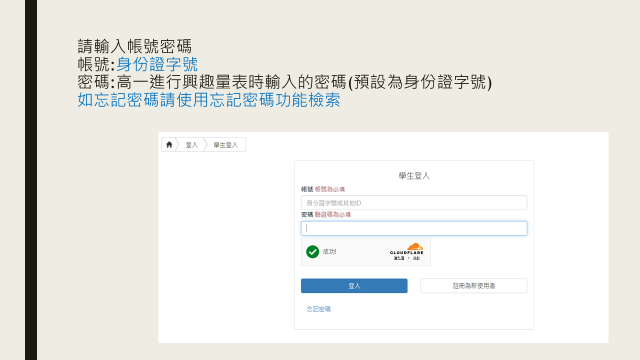 請輸入帳號密碼
帳號:身份證字號
密碼:高一進行興趣量表時輸入的密碼(預設為身份證字號)
如忘記密碼請使用忘記密碼功能檢索
登入
學生登入
學生登入
帳號 帳號為必填
身分證字號或其他ID
密碼 驗證碼為必填
成功!
CLOUDFLARE
登入
註冊為新使用者
忘記密碼